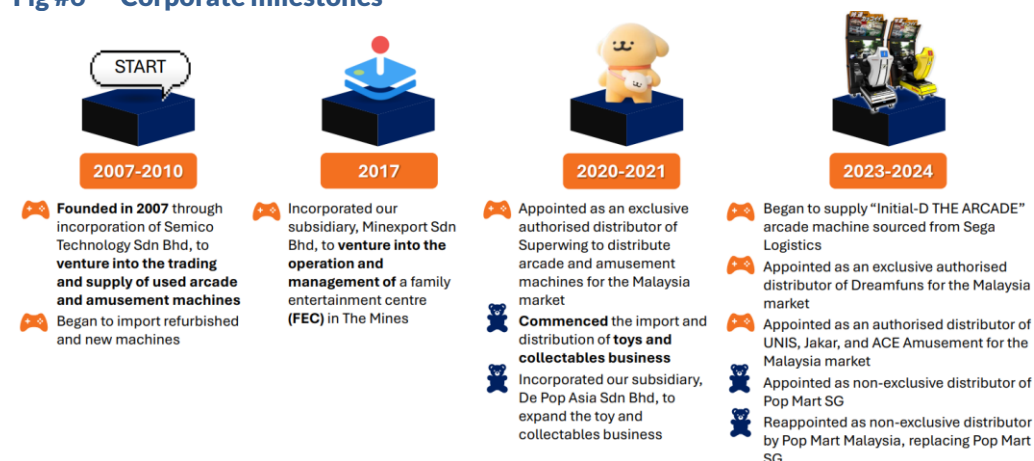 Fig #6 Corporate milestones
START
2007-2010
Founded in 2007 through
incorporation of Semico
Technology Sdn Bhd, to
venture into the trading
and supply of used arcade
and amusement machines
Began to import refurbished
and new machines
2017
Incorporated our
subsidiary, Minexport Sdn
Bhd, to venture into the
operation and
management of a family
entertainment centre
(FEC) in The Mines
2020-2021
Appointed as an exclusive
authorised distributor of
Superwing to distribute
arcade and amusement
machines for the Malaysia
market
Commenced the import and
distribution of toys and
collectables business
Incorporated our subsidiary,
De Pop Asia Sdn Bhd, to
expand the toy and
collectables business
2023-2024
Began to supply “Initial-D THE ARCADE”
arcade machine sourced from Sega
Logistics
Appointed as an exclusive authorised
distributor of Dreamfuns for the Malaysia
market
Appointed as an authorised distributor of
UNIS, Jakar, and ACE Amusement for the
Malaysia market
Appointed as non-exclusive distributor of
Pop Mart SG
Reappointed as non-exclusive distributor
by Pop Mart Malaysia, replacing Pop Mart
SG